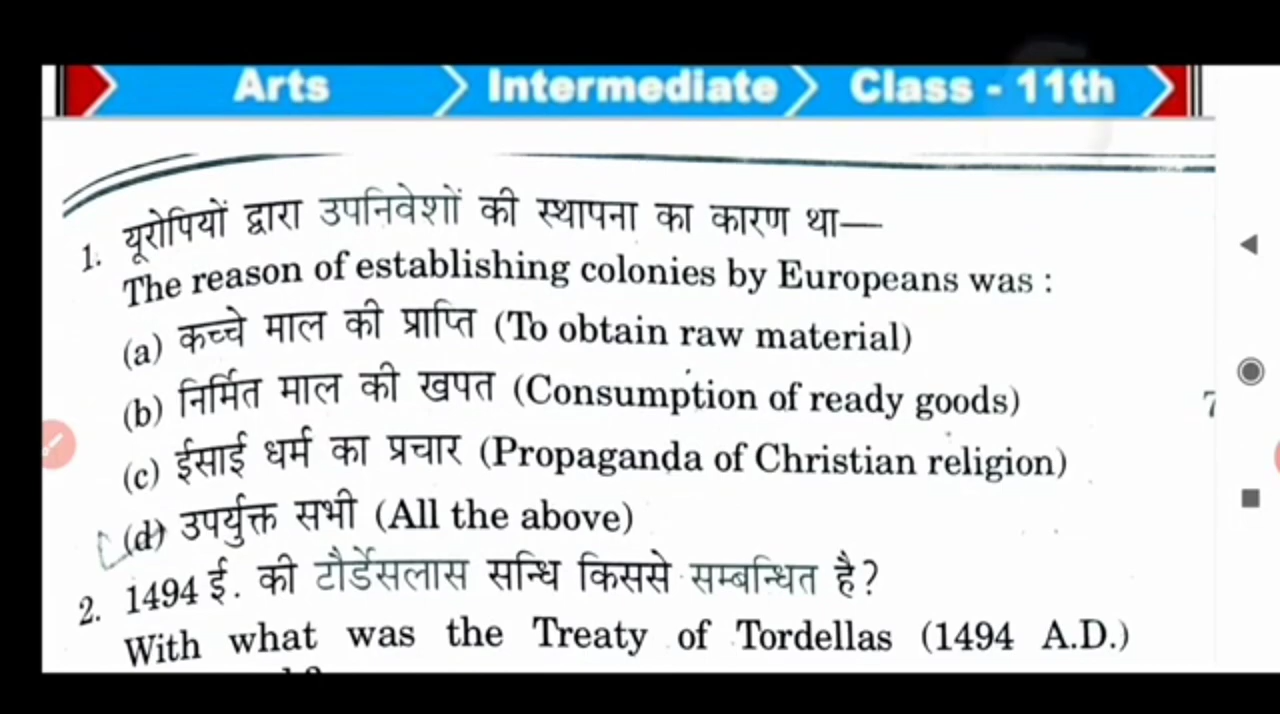 Arts Intermediate Class - 11th
1. यूरोपियों द्वारा उपनिवेशों की स्थापना का कारण था—
The reason of establishing colonies by Europeans was :
(a) कच्चे माल की प्राप्ति (To obtain raw material)
(b) निर्मित माल की खपत (Consumption of ready goods)
(c) ईसाई धर्म का प्रचार (Propaganda of Christian religion)
(d) उपर्युक्त सभी (All the above)
2. 1494 ई. की टौर्डेसलास सन्धि किससे सम्बन्धित है?
With what was the Treaty of Tordellas (1494 A.D.)